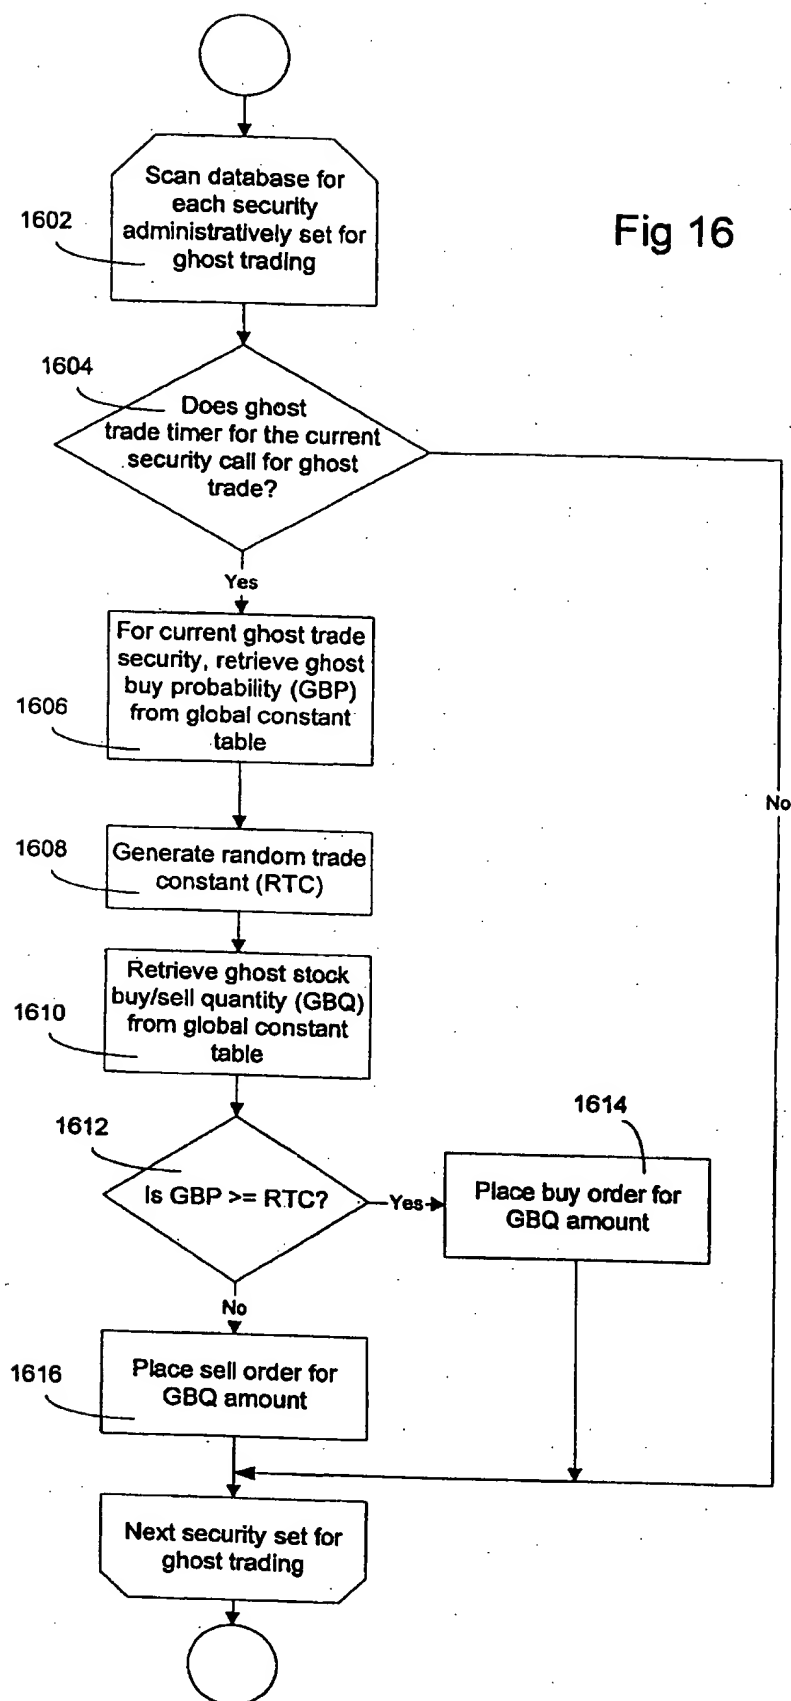 Fig 16
Scan database for
each security
administratively set for
ghost trading
1602
1604
Does ghost
trade timer for the current
security call for ghost
trade?
Yes
For current ghost trade
security, retrieve ghost
buy probability (GBP)
from global constant
table
1606
No
1608
Generate random trade
constant (RTC)
Retrieve ghost stock
buy/sell quantity (GBQ)
from global constant
table
1610
1612
Is GBP >= RTC?
Yes
1614
Place buy order for
GBQ amount
No
Place sell order for
GBQ amount
1616
Next security set for
ghost trading